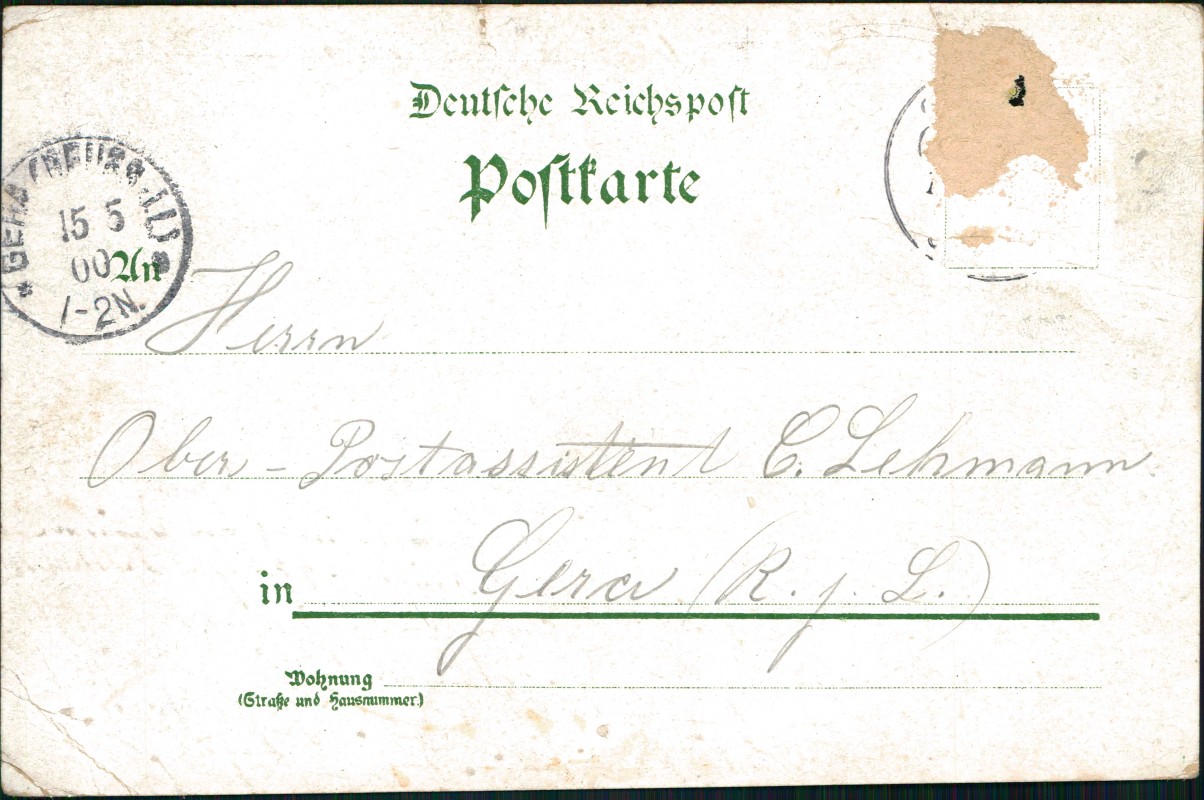 Deutsche Reichspost
Postkarte
15 5
00
1-2N.
An
Herrn
Ober-Postassistent C. Lehmann
in Gera (R. j. L.)
Wohnung
(Straße und Hausnummer.)